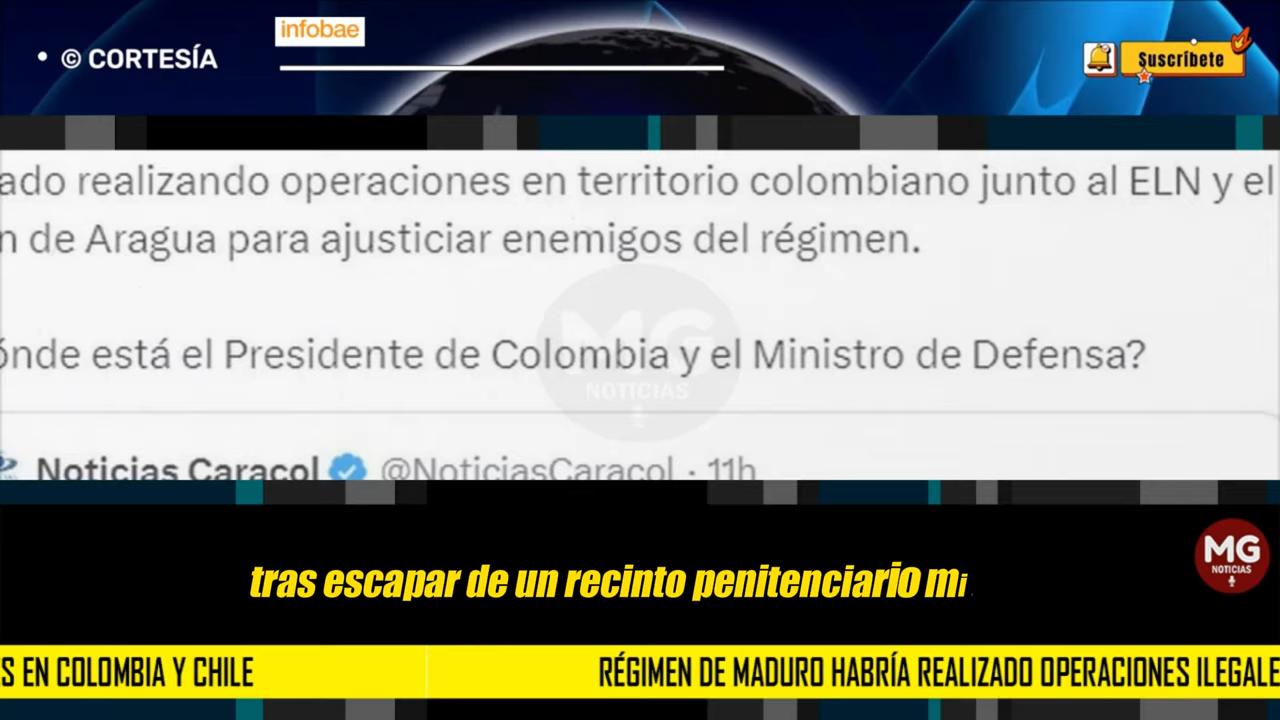 infobae
• © CORTESÍA
Suscríbete
ado realizando operaciones en territorio colombiano junto al ELN y el
n de Aragua para ajusticiar enemigos del régimen.
ónde está el Presidente de Colombia y el Ministro de Defensa?
MG
NOTICIAS
Noticias Caracol @NoticiasCaracol · 11h
MG
NOTICIAS
tras escapar de un recinto penitenciario mi
S EN COLOMBIA Y CHILE
RÉGIMEN DE MADURO HABRÍA REALIZADO OPERACIONES ILEGALE